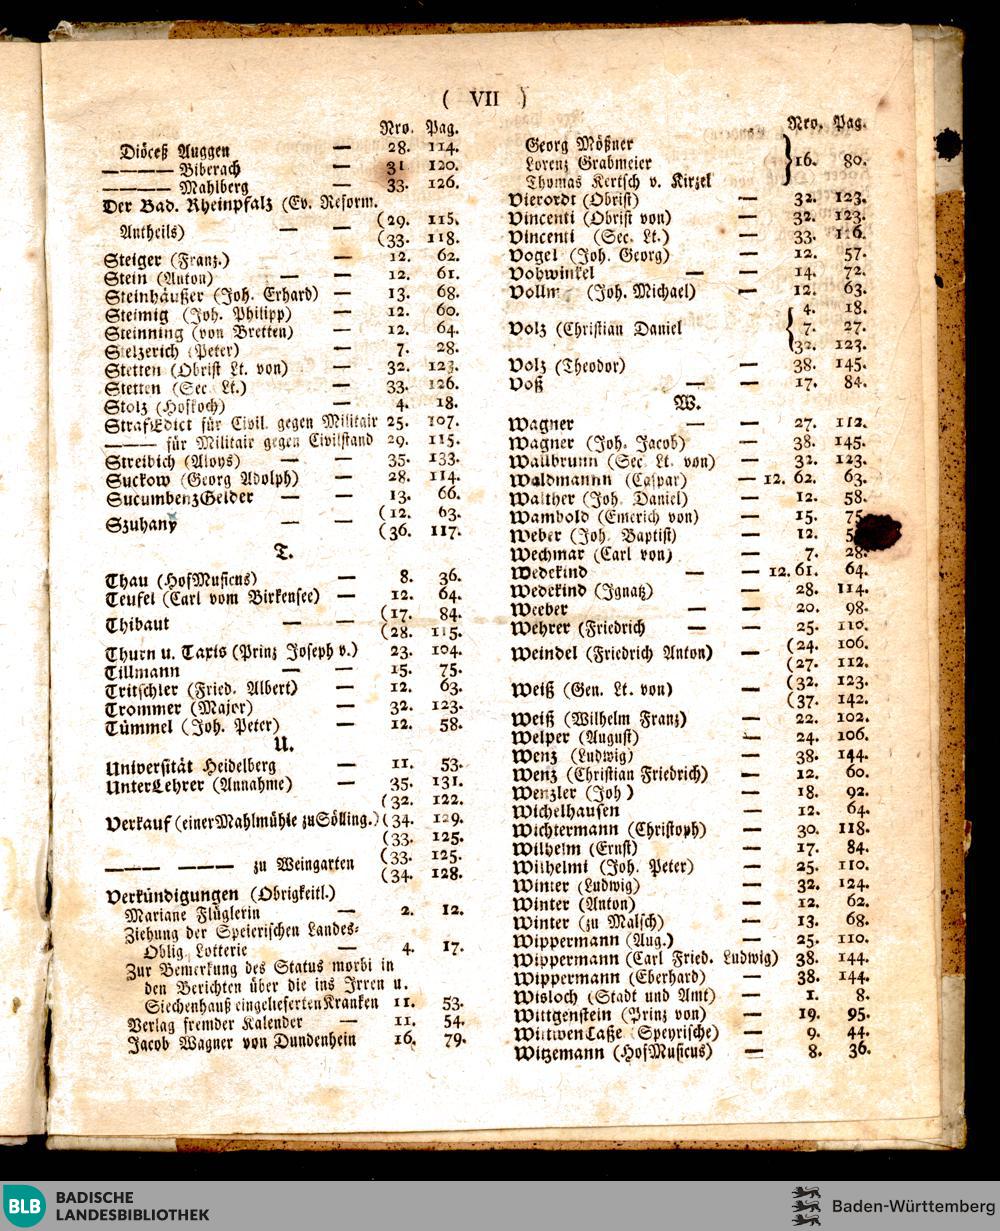 ( VII )
Nro. Pag.
Diöceß Auggen — 28. 114.
———— Biberach — 31. 120.
———— Mahlberg — 33. 126.
Der Bad. Rheinpfalz (Ev. Reform.
Antheils) — — (29. 115.
(33. 118.
Steiger (Franz.) — 12. 62.
Stein (Anton) — — 12. 61.
Steinhäußer (Joh. Erhard) — 13. 68.
Steimig (Joh. Philipp) — 12. 60.
Steinning (von Bretten) — 12. 64.
Stelzerich (Peter) — 7. 28.
Stetten (Obrist Lt. von) — 32. 123.
Stetten (Sec. Lt.) — 33. 126.
Stolz (Hofkoch) — 4. 18.
StrafEdict für Civil. gegen Militair 25. 107.
——— für Militair gegen Civilstand 29. 115.
Streibich (Aloys) — — 35. 133.
Suckow (Georg Adolph) — 28. 114.
SucumbenzGelder — — 13. 66.
Szuhany — — (12. 63.
(36. 117.
T.
Thau (HofMusicus) — 8. 36.
Teufel (Carl vom Birkensee) — 12. 64.
Thibaut — — (17. 84.
(28. 115.
Thurn u. Taxis (Prinz Joseph v.) 23. 104.
Tillmann — — 15. 75.
Tritschler (Fried. Albert) — 12. 63.
Trommer (Major) — 32. 123.
Tümmel (Joh. Peter) — 12. 58.
U.
Universität Heidelberg — 11. 53.
UnterLehrer (Annahme) — 35. 131.
(32. 122.
Verkauf (einer Mahlmühle zu Sölling.) (34. 129.
(33. 125.
——— ——— zu Weingarten (33. 125.
(34. 128.
Verkündigungen (Obrigkeitl.)
Mariane Flüglerin — 2. 12.
Ziehung der Speierischen Landes-
Oblig. Lotterie — 4. 17.
Zur Bemerkung des Status morbi in
den Berichten über die ins Irren u.
Siechenhauß eingelieferten Kranken 11. 53.
Verlag fremder Kalender — 11. 54.
Jacob Wagner von Dundenhein 16. 79.
Nro. Pag.
Georg Mößner
Lorenz Grabmeier } 16. 80.
Thomas Kertsch v. Kirzel
Vierordt (Obrist) — 32. 123.
Vincenti (Obrist von) — 32. 123.
Vincenti (Sec. Lt.) — 33. 116.
Vogel (Joh. Georg) — 12. 57.
Vohwinkel — — 14. 72.
(Joh. Michael) — 12. 63.
{ 4. 18.
Volz (Christian Daniel 7. 27.
32. 123.
Volz (Theodor) — 38. 145.
Voß — — 17. 84.
W.
Wagner — — 27. 112.
Wagner (Joh. Jacob) — 38. 145.
Wallbrunn (Sec. Lt. von) — 32. 123.
Waldmannn (Caspar) — 12. 62. 63.
Walther (Joh. Daniel) — 12. 58.
Wambold (Emerich von) — 15. 75.
Weber (Joh. Baptist) — 12.
Wechmar (Carl von) — 7. 28.
Wedekind — — 12. 61. 64.
Wedekind (Ignatz) — 28. 114.
Weeber — — 20. 98.
Wehrer (Friedrich — — 25. 110.
Weindel (Friedrich Anton) — (24. 106.
(27. 112.
Weiß (Gen. Lt. von) — (32. 123.
(37. 142.
Weiß (Wilhelm Franz) — 22. 102.
Welper (August) — 24. 106.
Wenz (Ludwig) — 38. 144.
Wenz (Christian Friedrich) — 12. 60.
Wenzler (Joh) — 18. 92.
Wichelhausen — 12. 64.
Wichtermann (Christoph) — 30. 118.
Wilhelm (Ernst) — 17. 84.
Wilhelmi (Joh. Peter) — 25. 110.
Winter (Ludwig) — 32. 124.
Winter (Anton) — 12. 62.
Winter (zu Malsch) — 13. 68.
Wippermann (Aug.) — 25. 110.
Wippermann (Carl Fried. Ludwig) 38. 144.
Wippermann (Eberhard) — 38. 144.
Wisloch (Stadt und Amt) — 1. 8.
Wittgenstein (Prinz von) — 19. 95.
WittwenCaße (Speyrische) — 9. 44.
Witzemann (HofMusicus) — 8. 36.
BLB BADISCHE
LANDESBIBLIOTHEK
Baden-Württemberg